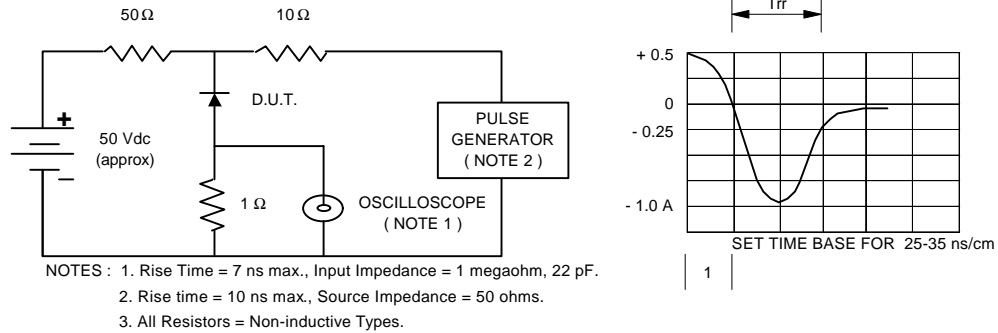 50 Ω
10 Ω
Trr
+
D.U.T.
50 Vdc
(approx)
PULSE
GENERATOR
( NOTE 2 )
1 Ω
OSCILLOSCOPE
( NOTE 1 )
+ 0.5
0
- 0.25
- 1.0 A
SET TIME BASE FOR 25-35 ns/cm
1
NOTES : 1. Rise Time = 7 ns max., Input Impedance = 1 megaohm, 22 pF.
2. Rise time = 10 ns max., Source Impedance = 50 ohms.
3. All Resistors = Non-inductive Types.